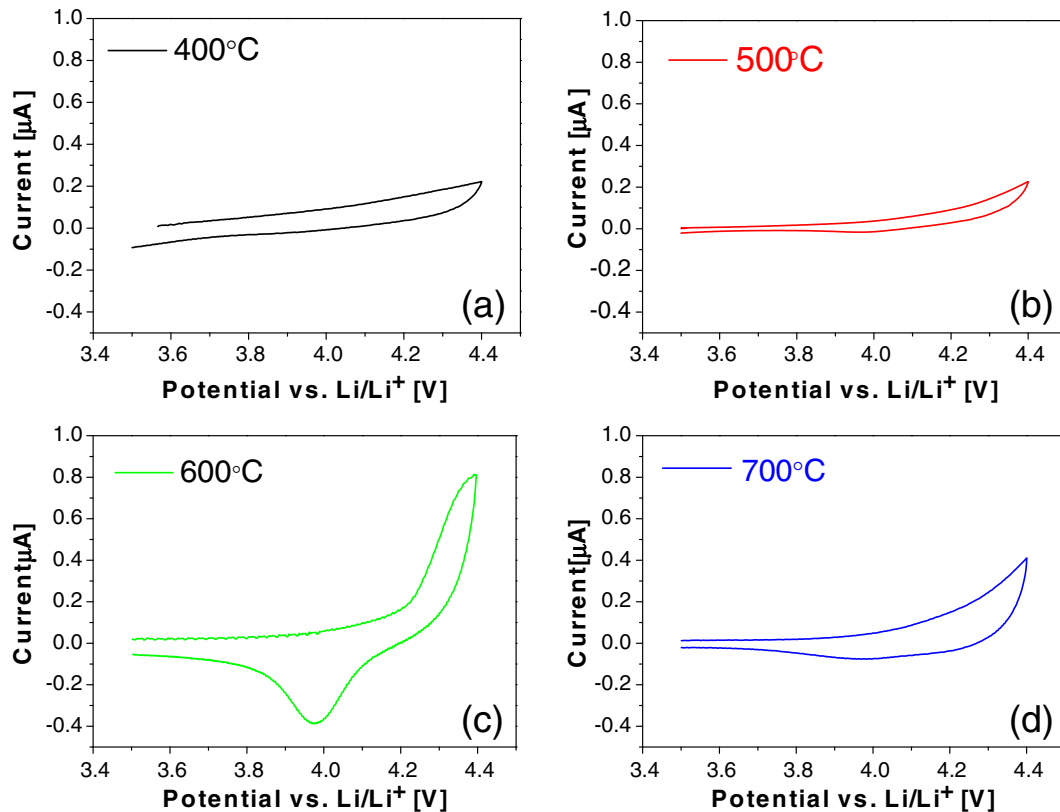 1.0
0.8
0.6
0.4
0.2
0.0
-0.2
-0.4
Current [μA]
400°C
(a)
3.4 3.6 3.8 4.0 4.2 4.4
Potential vs. Li/Li⁺ [V]
1.0
0.8
0.6
0.4
0.2
0.0
-0.2
-0.4
Current [μA]
500°C
(b)
3.4 3.6 3.8 4.0 4.2 4.4
Potential vs. Li/Li⁺ [V]
1.0
0.8
0.6
0.4
0.2
0.0
-0.2
-0.4
CurrentμA]
600°C
(c)
3.4 3.6 3.8 4.0 4.2 4.4
Potential vs. Li/Li⁺ [V]
1.0
0.8
0.6
0.4
0.2
0.0
-0.2
-0.4
Current[μA]
700°C
(d)
3.4 3.6 3.8 4.0 4.2 4.4
Potential vs. Li/Li⁺ [V]